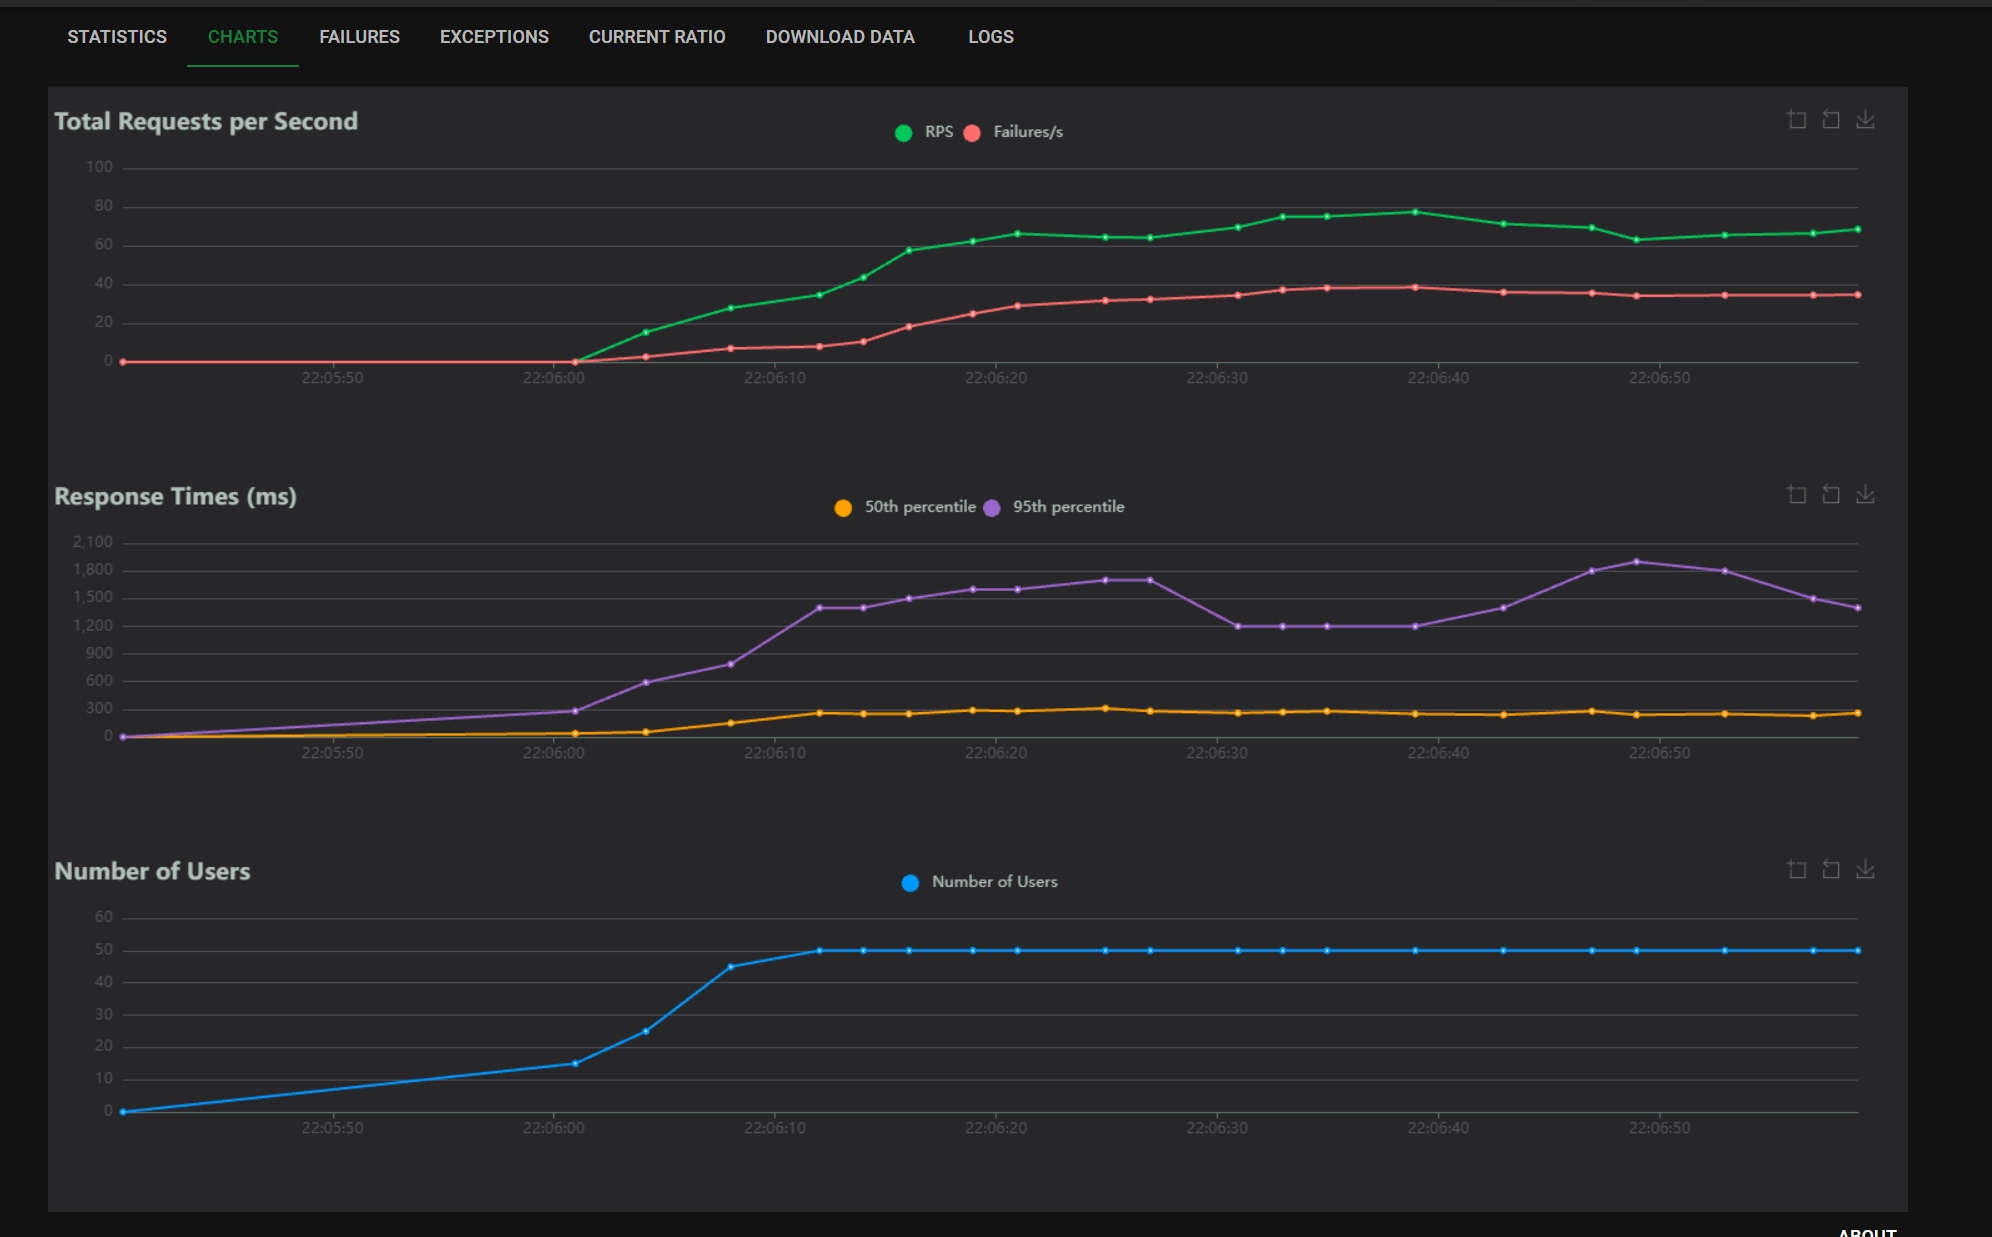 STATISTICS CHARTS FAILURES EXCEPTIONS CURRENT RATIO DOWNLOAD DATA LOGS
Total Requests per Second
RPS Failures/s
100
80
60
40
20
0
22:05:50 22:06:00 22:06:10 22:06:20 22:06:30 22:06:40 22:06:50
Response Times (ms)
50th percentile 95th percentile
2,100
1,800
1,500
1,200
900
600
300
0
22:05:50 22:06:00 22:06:10 22:06:20 22:06:30 22:06:40 22:06:50
Number of Users
Number of Users
60
50
40
30
20
10
0
22:05:50 22:06:00 22:06:10 22:06:20 22:06:30 22:06:40 22:06:50
ABOUT